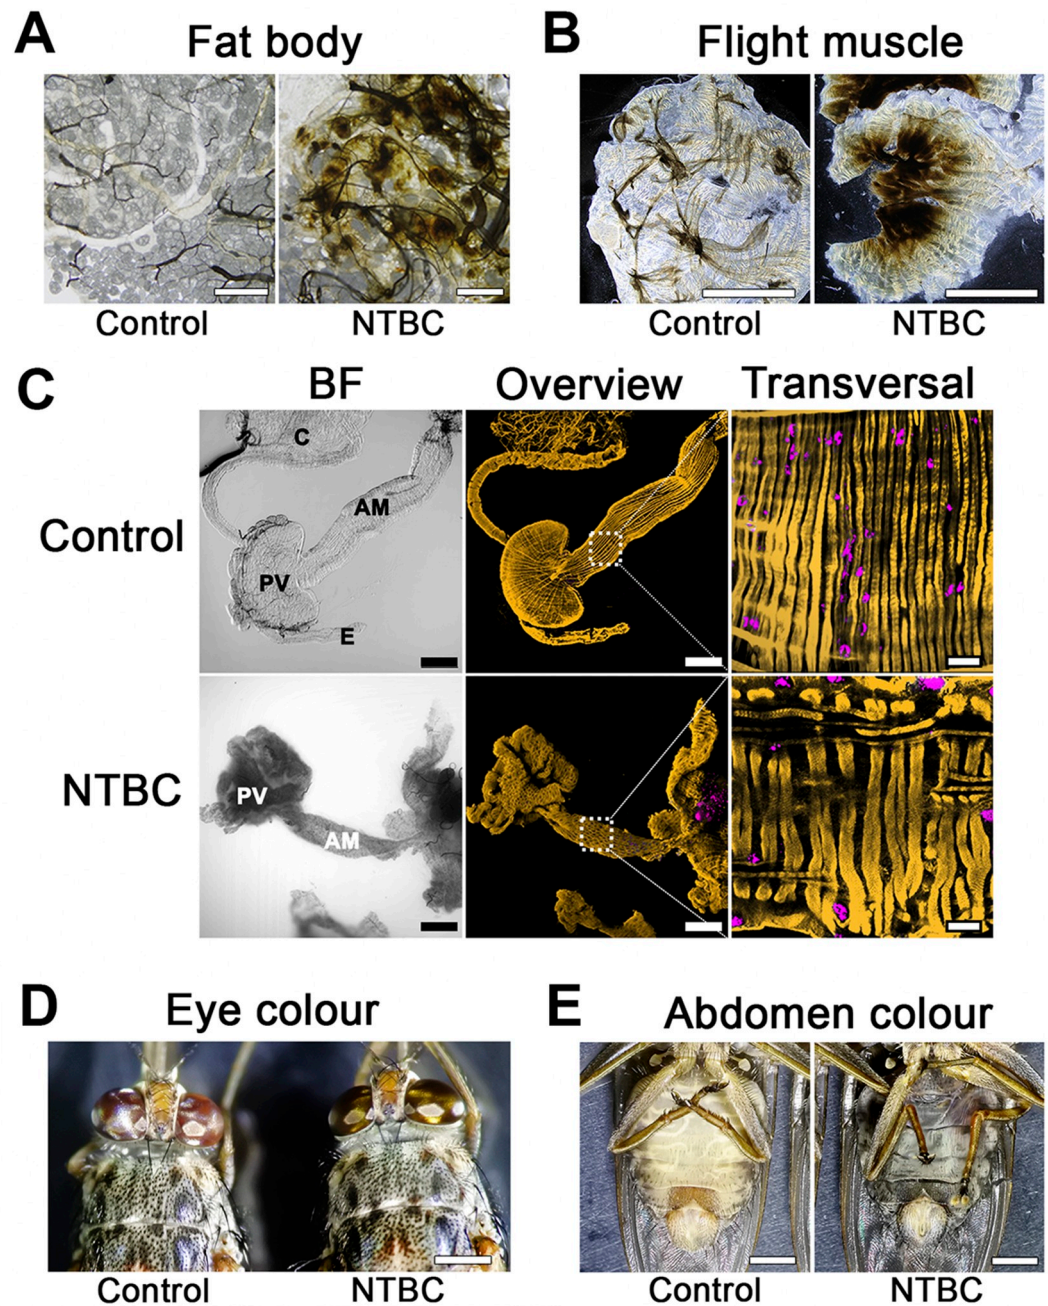 A Fat body
B Flight muscle
Control NTBC
Control NTBC
C BF Overview Transversal
C
AM
Control
PV
E
NTBC
PV
AM
D Eye colour
E Abdomen colour
Control NTBC
Control NTBC